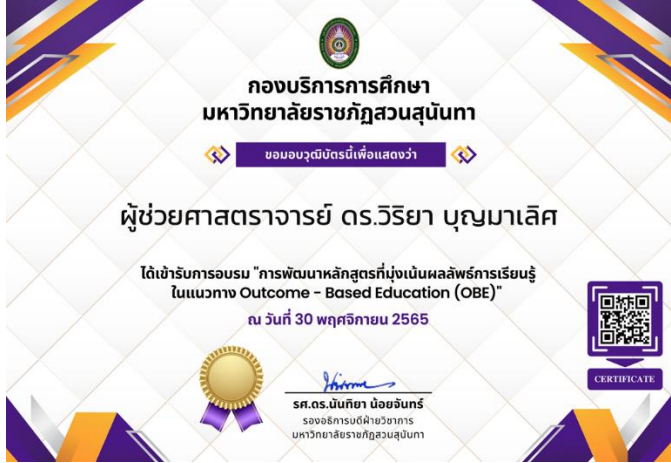 กองบริการการศึกษา
มหาวิทยาลัยราชภัฏสวนสุนันทา
ขอมอบวุฒิบัตรนี้เพื่อแสดงว่า
ผู้ช่วยศาสตราจารย์ ดร.วิริยา บุญมาเลิศ
ได้เข้ารับการอบรม "การพัฒนาหลักสูตรที่มุ่งเน้นผลลัพธ์การเรียนรู้
ในแนวทาง Outcome - Based Education (OBE)"
ณ วันที่ 30 พฤศจิกายน 2565
CERTIFICATE
รศ.ดร.นันทิยา น้อยจันทร์
รองอธิการบดีฝ่ายวิชาการ
มหาวิทยาลัยราชภัฏสวนสุนันทา